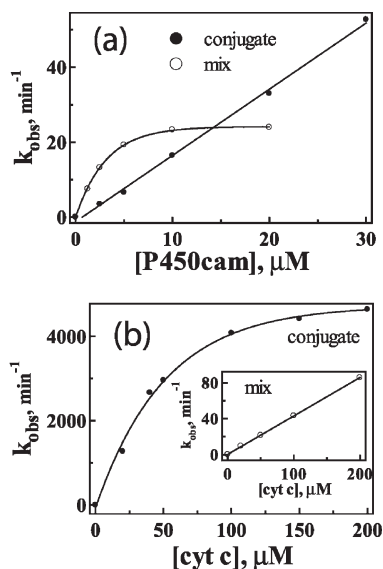 (a)
conjugate
mix
k_obs, min⁻¹
40
20
0
0 10 20 30
[P450cam], μM
(b)
conjugate
k_obs, min⁻¹
4000
2000
0
mix
k_obs, min⁻¹
80
40
0
0 100 200
[cyt c], μM
0 50 100 150 200
[cyt c], μM